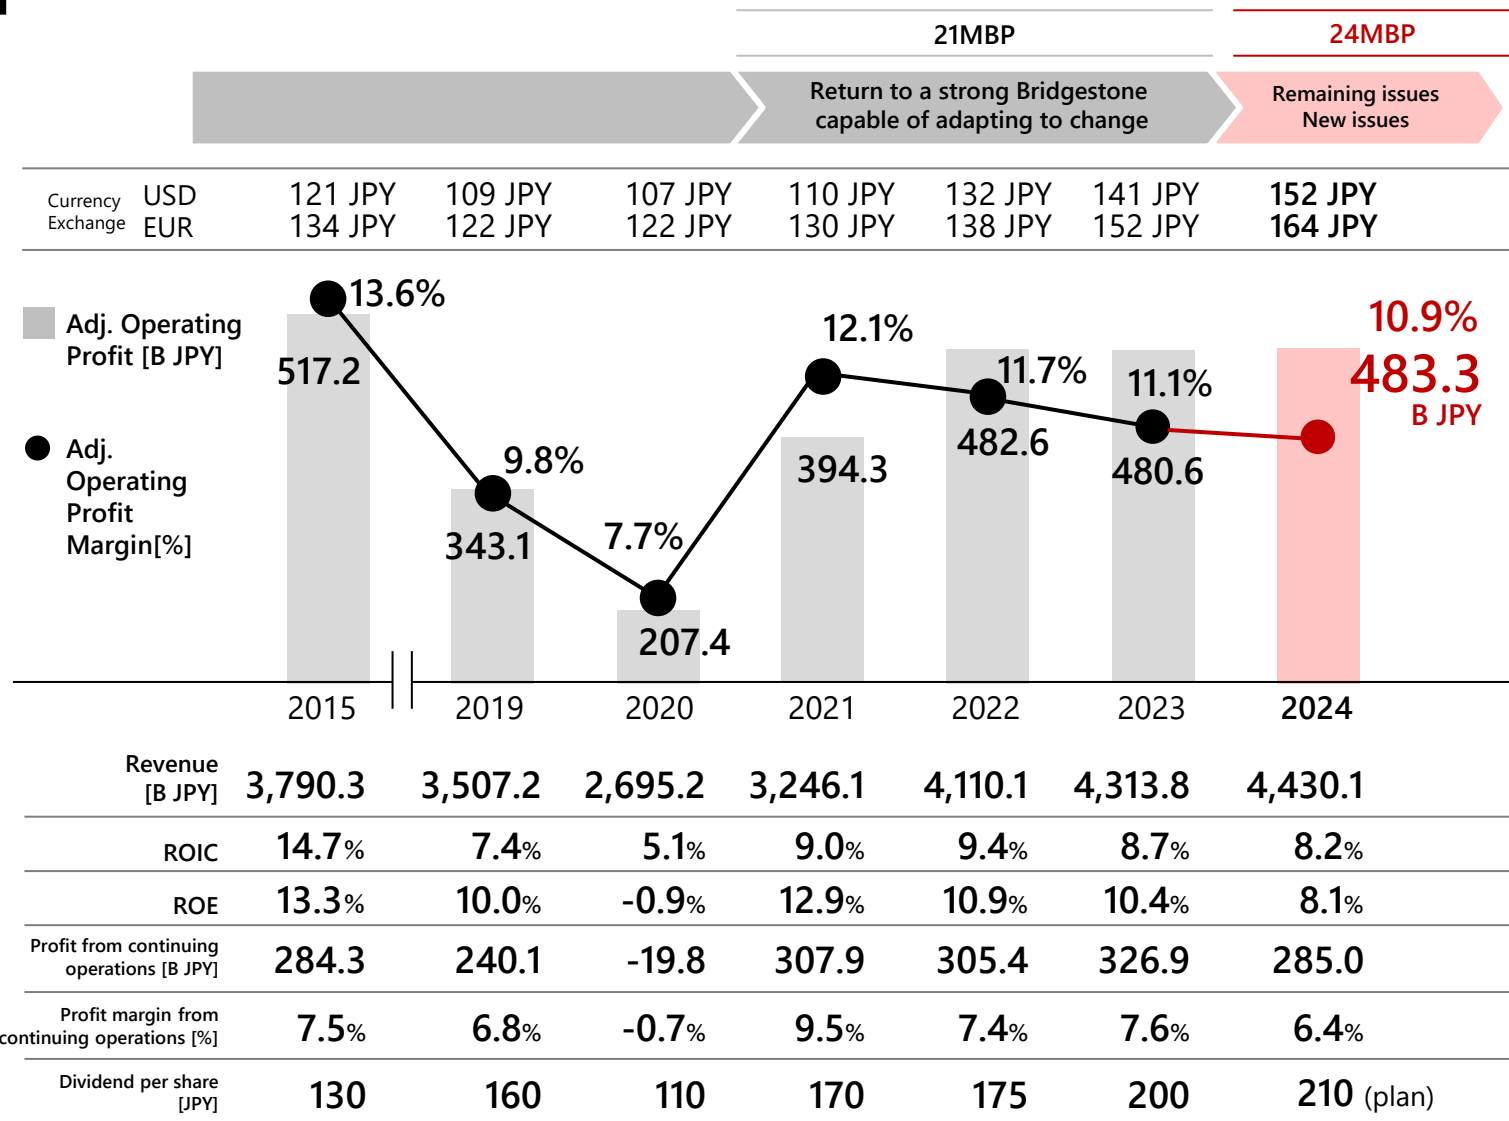 21MBP
24MBP
Return to a strong Bridgestone
capable of adapting to change
Remaining issues
New issues
Currency
Exchange
USD 121 JPY 109 JPY 107 JPY 110 JPY 132 JPY 141 JPY 152 JPY
EUR 134 JPY 122 JPY 122 JPY 130 JPY 138 JPY 152 JPY 164 JPY
Adj. Operating
Profit [B JPY]
Adj.
Operating
Profit
Margin[%]
13.6%
517.2
9.8%
343.1
7.7%
207.4
12.1%
394.3
11.7%
482.6
11.1%
480.6
10.9%
483.3
B JPY
2015 2019 2020 2021 2022 2023 2024
Revenue
[B JPY]
3,790.3 3,507.2 2,695.2 3,246.1 4,110.1 4,313.8 4,430.1
ROIC 14.7% 7.4% 5.1% 9.0% 9.4% 8.7% 8.2%
ROE 13.3% 10.0% -0.9% 12.9% 10.9% 10.4% 8.1%
Profit from continuing
operations [B JPY]
284.3 240.1 -19.8 307.9 305.4 326.9 285.0
Profit margin from
continuing operations [%]
7.5% 6.8% -0.7% 9.5% 7.4% 7.6% 6.4%
Dividend per share
[JPY]
130 160 110 170 175 200 210 (plan)